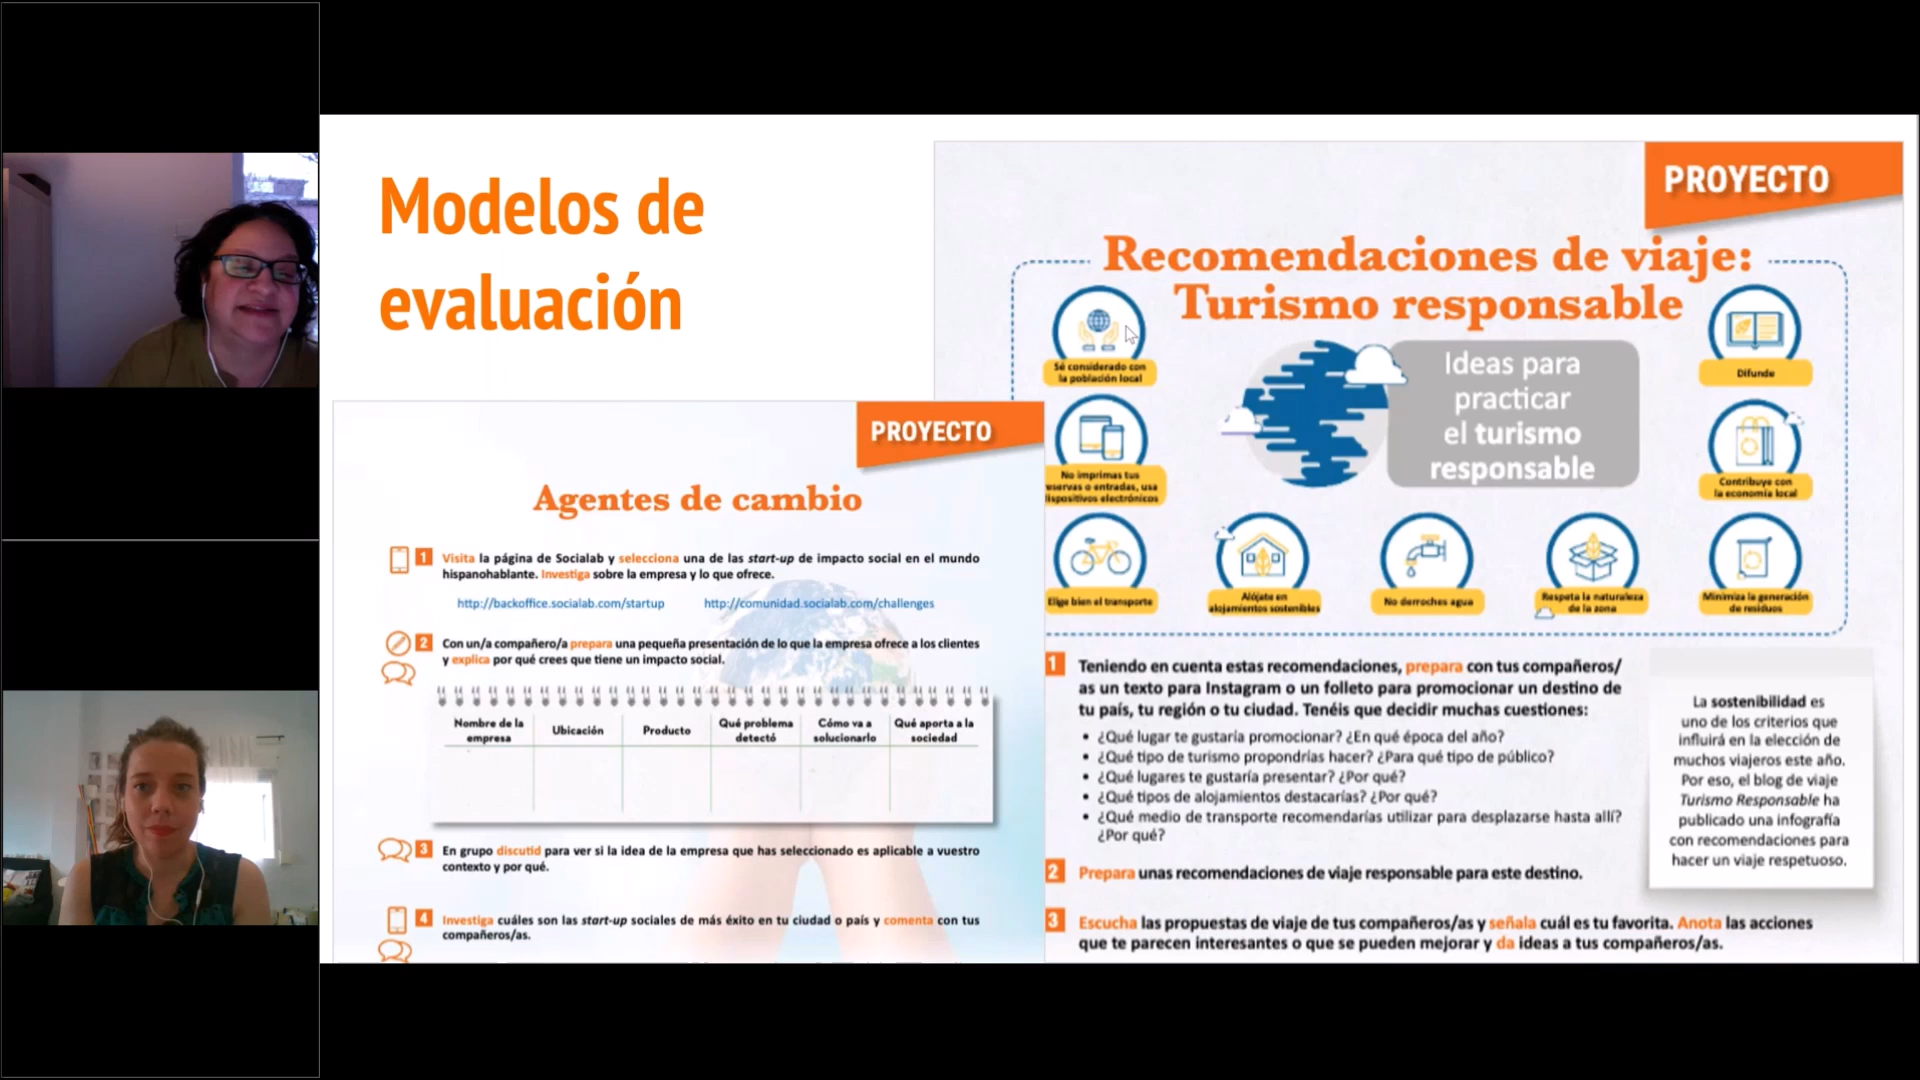 Modelos de
evaluación
PROYECTO
Agentes de cambio
1 Visita la página de Socialab y selecciona una de las start-up de impacto social en el mundo
hispanohablante. Investiga sobre la empresa y lo que ofrece.
http://backoffice.socialab.com/startup http://comunidad.socialab.com/challenges
2 Con un/a compañero/a prepara una pequeña presentación de lo que la empresa ofrece a los clientes
y explica por qué crees que tiene un impacto social.
Nombre de la
empresa
Ubicación
Producto
Qué problema
detectó
Cómo va a
solucionarlo
Qué aporta a la
sociedad
3 En grupo discutid para ver si la idea de la empresa que has seleccionado es aplicable a vuestro
contexto y por qué.
4 Investiga cuáles son las start-up sociales de más éxito en tu ciudad o país y comenta con tus
compañeros/as.
PROYECTO
Recomendaciones de viaje:
Turismo responsable
Ideas para
practicar
el turismo
responsable
Sé considerado con
la población local
No imprimas tus
eservas o entradas, usa
ispositivos electrónicos
Elige bien el transporte
Alójate en
alojamientos sostenibles
No derroches agua
Respeta la naturaleza
de la zona
Minimiza la generación
de residuos
Contribuye con
la economía local
Difunde
1 Teniendo en cuenta estas recomendaciones, prepara con tus compañeros/
as un texto para Instagram o un folleto para promocionar un destino de
tu país, tu región o tu ciudad. Tenéis que decidir muchas cuestiones:
• ¿Qué lugar te gustaría promocionar? ¿En qué época del año?
• ¿Qué tipo de turismo propondrías hacer? ¿Para qué tipo de público?
• ¿Qué lugares te gustaría presentar? ¿Por qué?
• ¿Qué tipos de alojamientos destacarías? ¿Por qué?
• ¿Qué medio de transporte recomendarías utilizar para desplazarse hasta allí?
¿Por qué?
2 Prepara unas recomendaciones de viaje responsable para este destino.
3 Escucha las propuestas de viaje de tus compañeros/as y señala cuál es tu favorita. Anota las acciones
que te parecen interesantes o que se pueden mejorar y da ideas a tus compañeros/as.
La sostenibilidad es
uno de los criterios que
influirá en la elección de
muchos viajeros este año.
Por eso, el blog de viaje
Turismo Responsable ha
publicado una infografía
con recomendaciones para
hacer un viaje respetuoso.